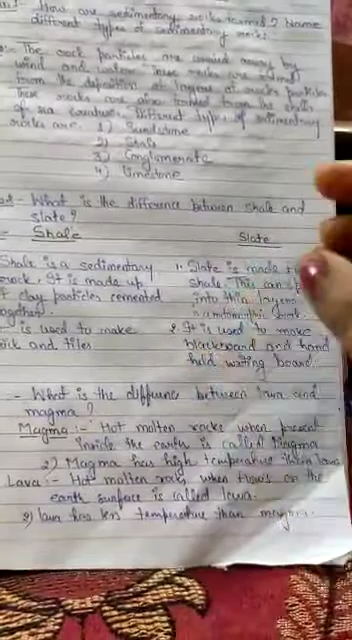 How are sedimentary rocks formed? Name
different types of sedimentary rocks.
The rock particles are carried away by
wind and water. These rocks are formed
from the deposition of layers of rocks particles
These rocks are also formed from the shells
of sea creatures. Different types of sedimentary
rocks are. 1) Sandstone
2) Shale
3) Conglomerate
4) Limestone
What is the difference between shale and
slate?
Shale
Slate
Shale is a sedimentary
rock. It is made up
of clay particles cemented
together.
is used to make
and tiles
1. Slate is made
shale. This can
into thin layers
is a metamorphic rock.
2. It is used to make
blackboard and hand
held writing board.
- What is the diffrence between lava and
magma?
Magma :- Hot molten rocks when present
inside the earth is called Magma
2) Magma has high temperature than lava
Lava :- Hot molten rocks when flows on the
earth surface is called lava.
2) lava has less temperature than